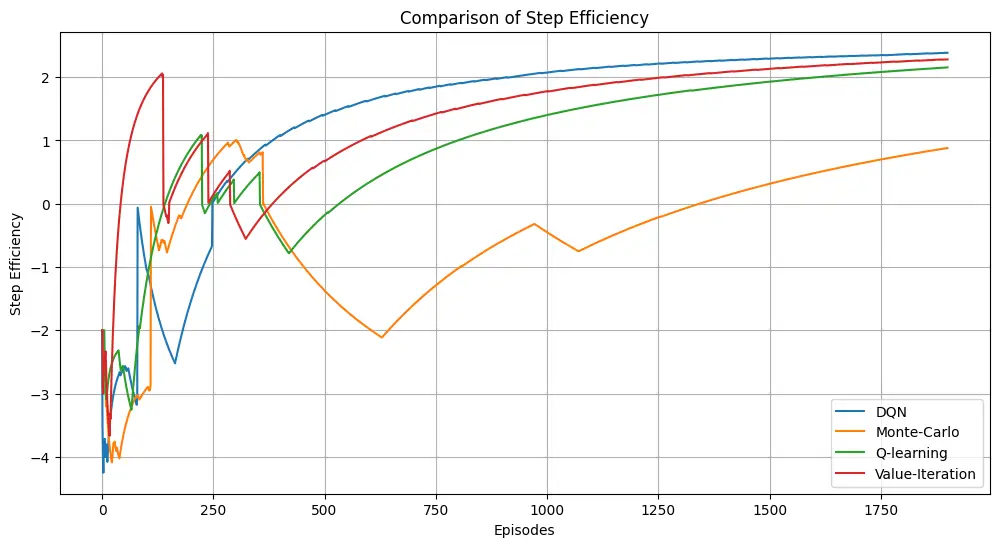 Comparison of Step Efficiency
Step Efficiency
2
1
0
−1
−2
−3
−4
0 250 500 750 1000 1250 1500 1750
Episodes
DQN
Monte-Carlo
Q-learning
Value-Iteration